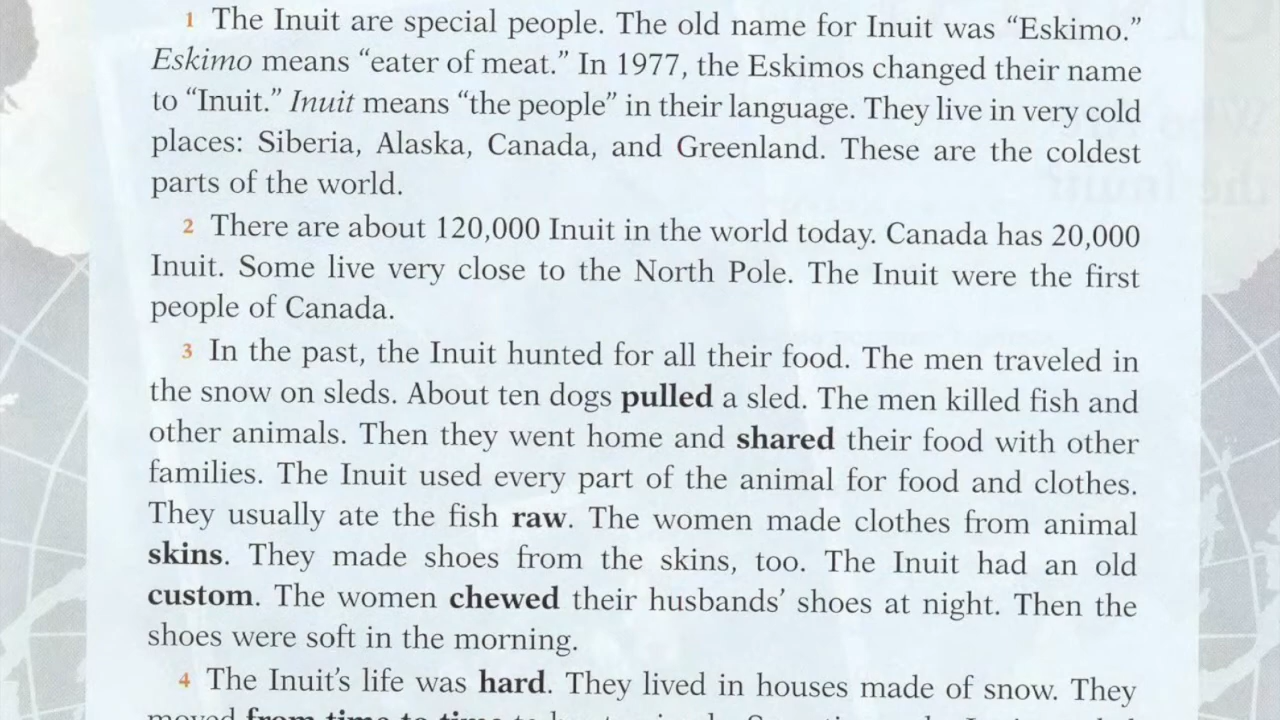 1 The Inuit are special people. The old name for Inuit was “Eskimo.”
Eskimo means “eater of meat.” In 1977, the Eskimos changed their name
to “Inuit.” Inuit means “the people” in their language. They live in very cold
places: Siberia, Alaska, Canada, and Greenland. These are the coldest
parts of the world.
2 There are about 120,000 Inuit in the world today. Canada has 20,000
Inuit. Some live very close to the North Pole. The Inuit were the first
people of Canada.
3 In the past, the Inuit hunted for all their food. The men traveled in
the snow on sleds. About ten dogs pulled a sled. The men killed fish and
other animals. Then they went home and shared their food with other
families. The Inuit used every part of the animal for food and clothes.
They usually ate the fish raw. The women made clothes from animal
skins. They made shoes from the skins, too. The Inuit had an old
custom. The women chewed their husbands’ shoes at night. Then the
shoes were soft in the morning.
4 The Inuit’s life was hard. They lived in houses made of snow. They
moved from time to time to